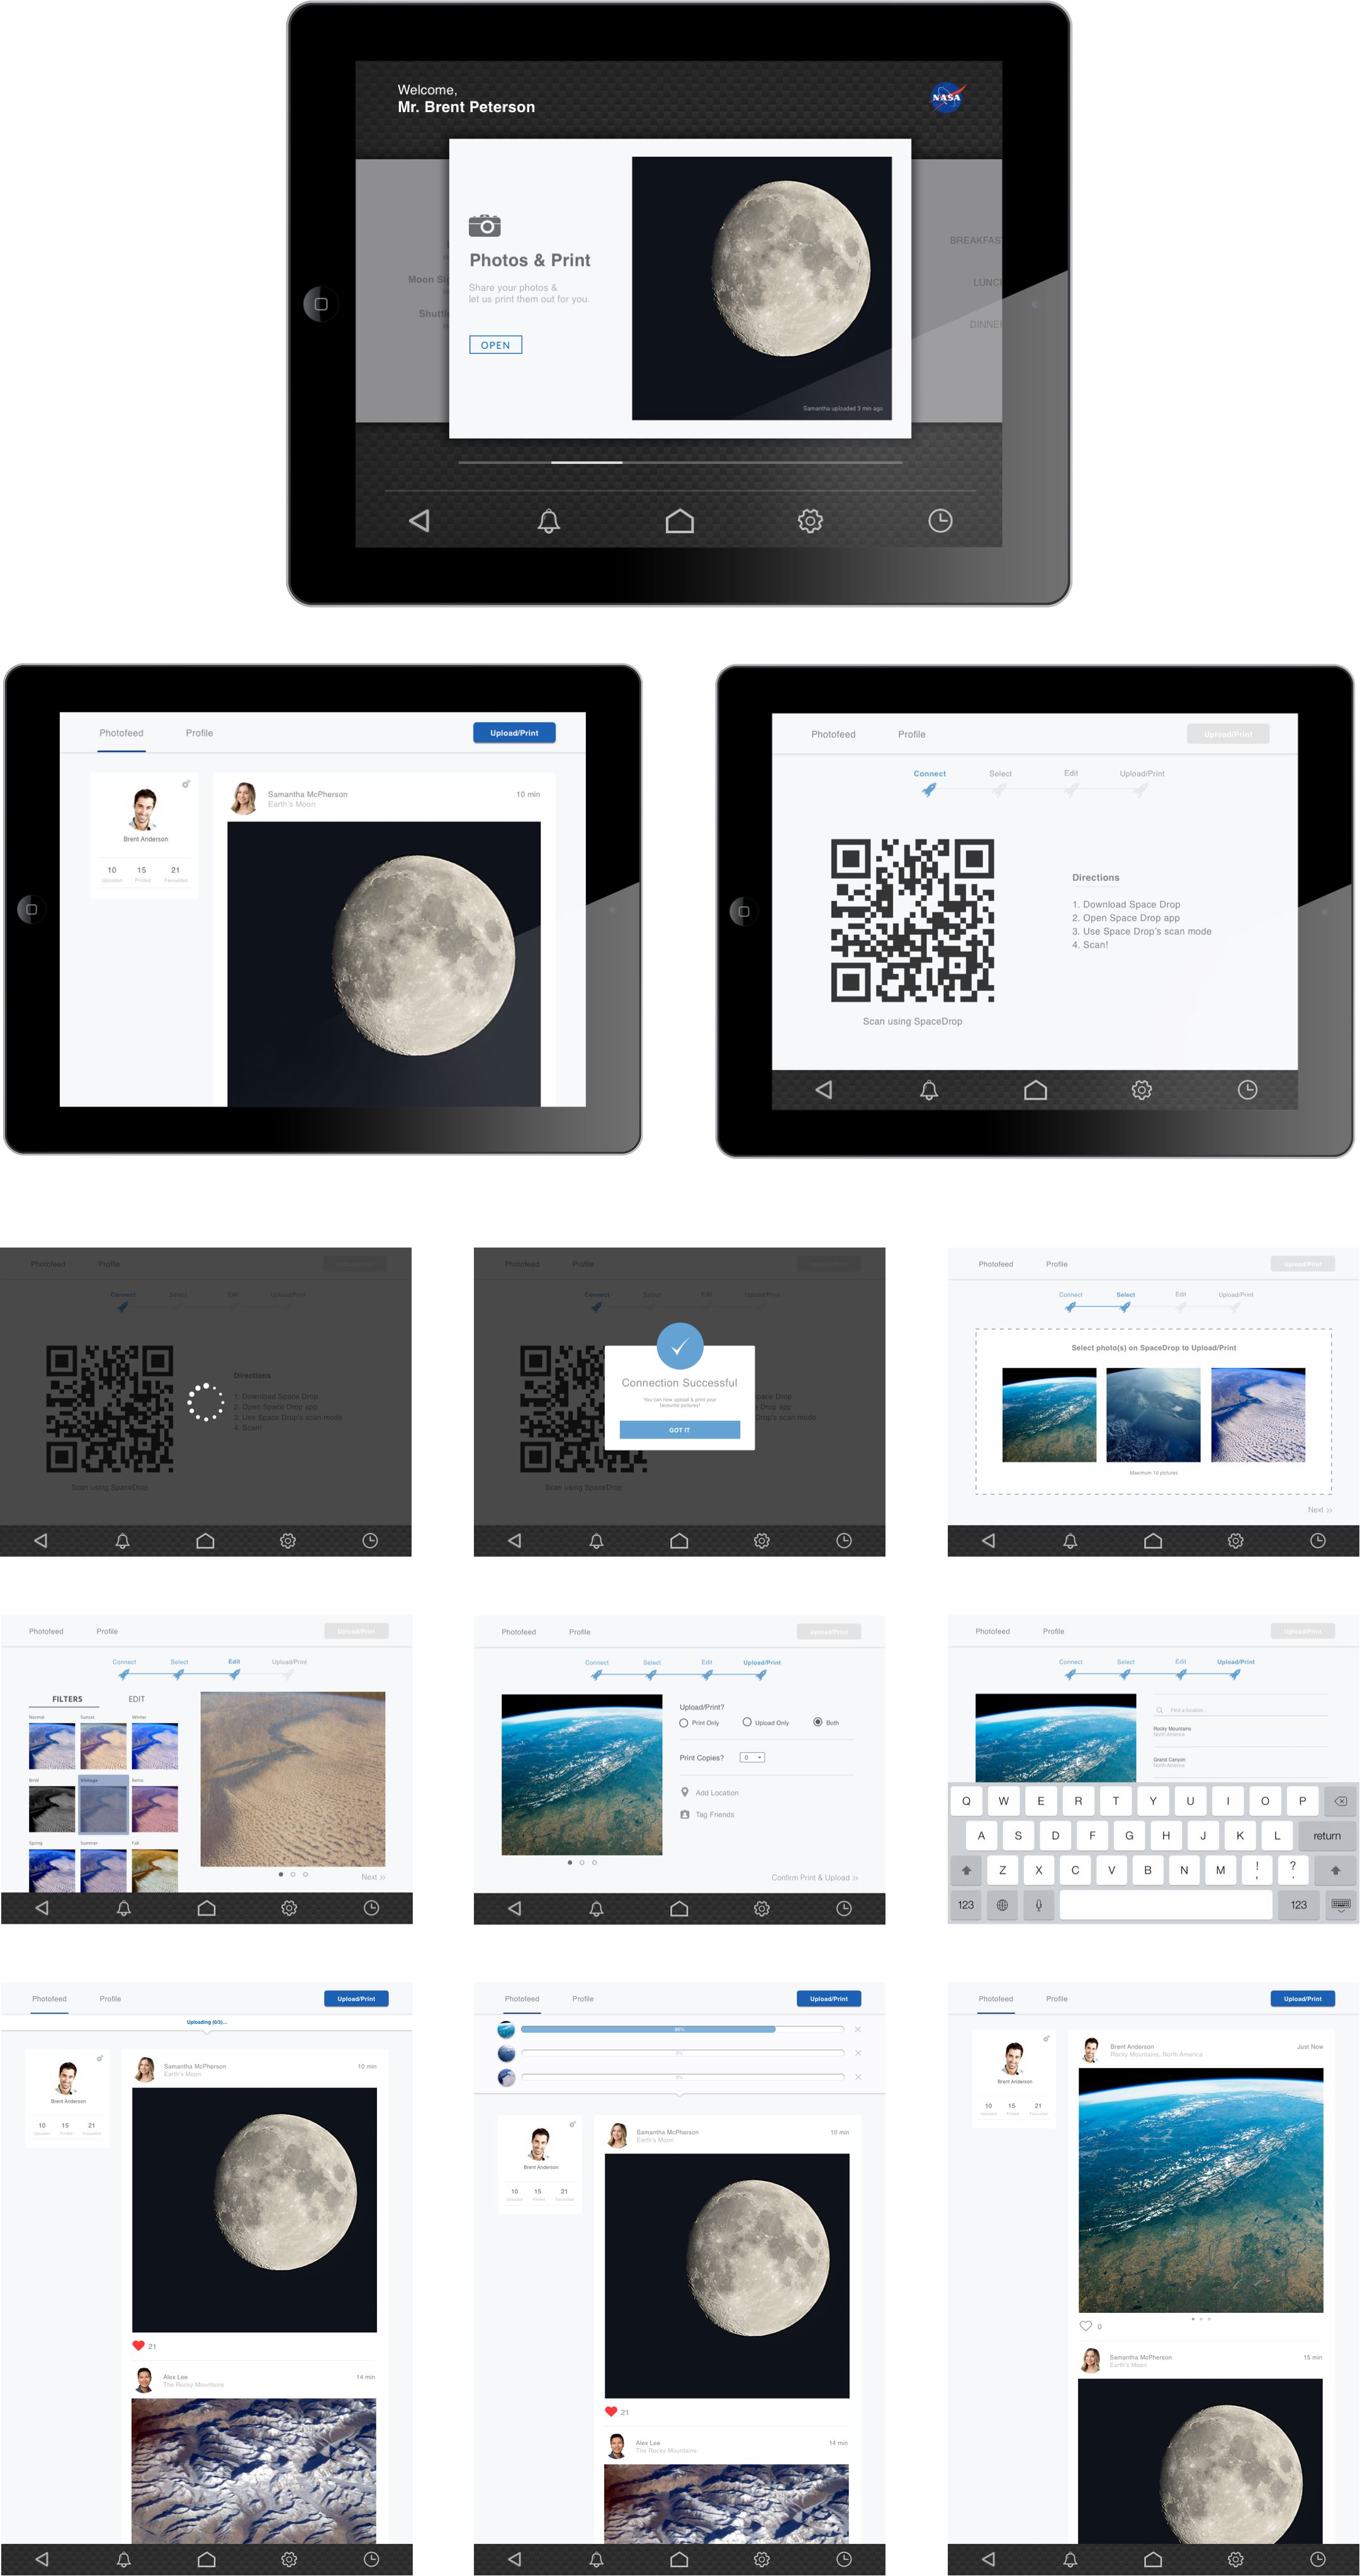 Welcome,
Mr. Brent Peterson
NASA
Photos & Print
Share your photos &
let us print them out for you.
OPEN
Samantha uploaded 3 min ago
Moon Si
Shuttl
BREAKFAS
LUNC
DINNE
Photofeed
Profile
Upload/Print
Brent Anderson
10
15
21
Uploaded
Printed
Favourited
Samantha McPherson
10 min
Earth's Moon
Photofeed
Profile
Upload/Print
Connect
Select
Edit
Upload/Print
Scan using SpaceDrop
Directions
1. Download Space Drop
2. Open Space Drop app
3. Use Space Drop's scan mode
4. Scan!
Photofeed
Profile
Upload/Print
Connect
Select
Edit
Upload/Print
Directions
1. Download Space Drop
2. Open Space Drop app
3. Use Space Drop's scan mode
4. Scan!
Scan using SpaceDrop
Photofeed
Profile
Connect
Select
Edit
Upload/Print
Connection Successful
You can now upload & print your
favourite pictures!
GOT IT
pace Drop
Drop app
Drop's scan mode
Scan using SpaceDrop
Photofeed
Profile
Upload/Print
Connect
Select
Edit
Upload/Print
Select photo(s) on SpaceDrop to Upload/Print
Maximum 10 pictures
Next >>
Photofeed
Profile
Upload/Print
Connect
Select
Edit
Upload/Print
FILTERS
EDIT
Normal
Sunset
Winter
B&W
Vintage
Retro
Spring
Summer
Fall
Next >>
Photofeed
Profile
Upload/Print
Connect
Select
Edit
Upload/Print
Upload/Print?
Print Only
Upload Only
Both
Print Copies?
0
Add Location
Tag Friends
Confirm Print & Upload >>
Photofeed
Profile
Upload/Print
Connect
Select
Edit
Upload/Print
Find a location...
Rocky Mountains
North America
Grand Canyon
North America
Q W E R T Y U I O P
A S D F G H J K L return
Z X C V B N M ! , ? .
123
123
Photofeed
Profile
Upload/Print
Uploading (0/3)...
Brent Anderson
10
15
21
Uploaded
Printed
Favourited
Samantha McPherson
10 min
Earth's Moon
21
Alex Lee
14 min
The Rocky Mountains
Photofeed
Profile
Upload/Print
0%
0%
Brent Anderson
10
15
21
Uploaded
Printed
Favourited
Samantha McPherson
10 min
Earth's Moon
21
Alex Lee
14 min
The Rocky Mountains
Photofeed
Profile
Upload/Print
Brent Anderson
10
15
21
Uploaded
Printed
Favourited
Brent Anderson
Just Now
Rocky Mountains, North America
0
Samantha McPherson
15 min
Earth's Moon